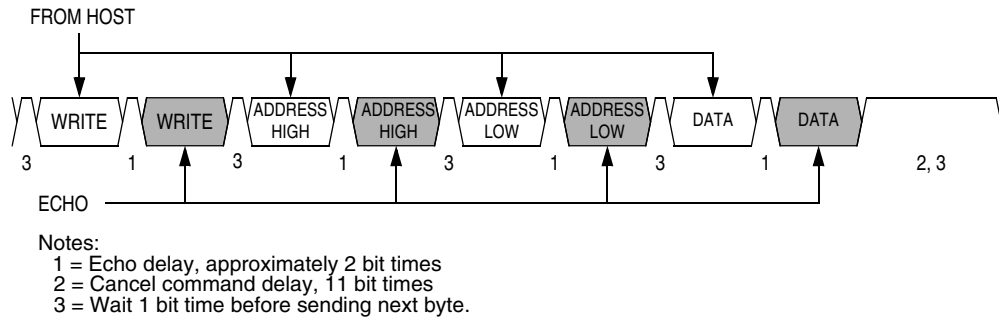 FROM HOST
WRITE WRITE ADDRESS HIGH ADDRESS HIGH ADDRESS LOW ADDRESS LOW DATA DATA
3 1 3 1 3 1 3 1 2, 3
ECHO
Notes:
1 = Echo delay, approximately 2 bit times
2 = Cancel command delay, 11 bit times
3 = Wait 1 bit time before sending next byte.